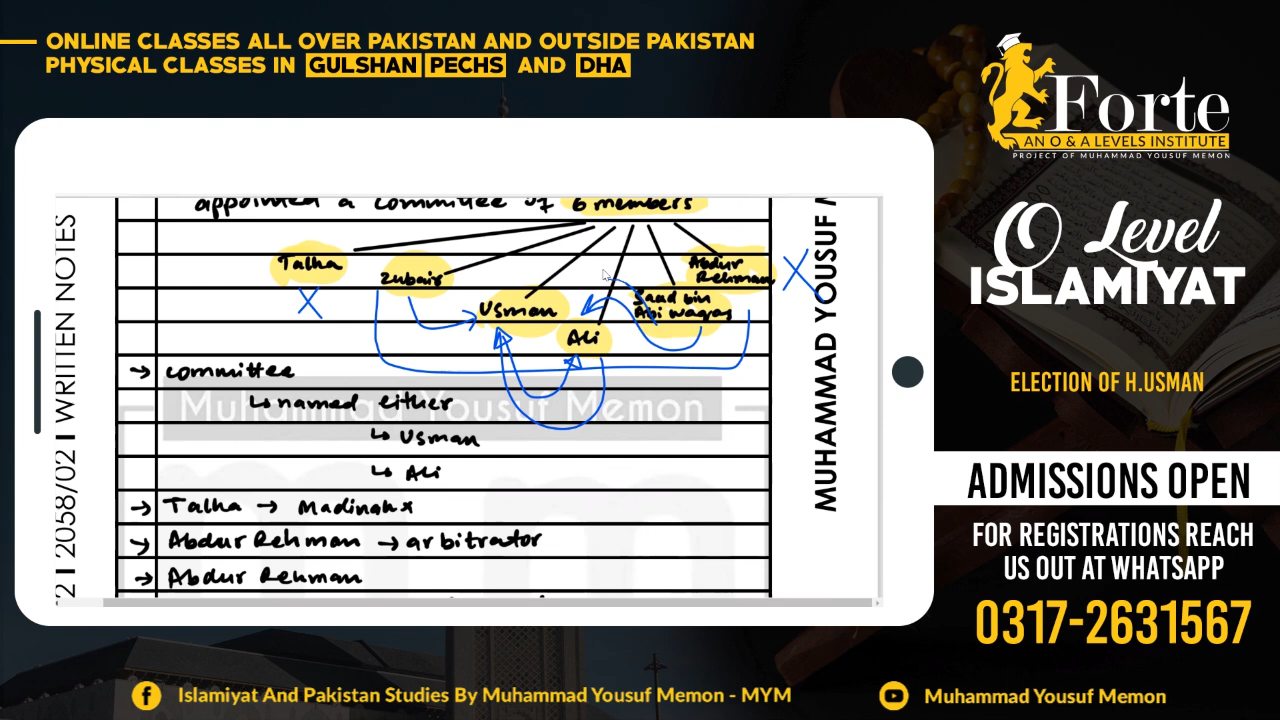 ONLINE CLASSES ALL OVER PAKISTAN AND OUTSIDE PAKISTAN
PHYSICAL CLASSES IN GULSHAN PECHS AND DHA
Forte
AN O & A LEVELS INSTITUTE
PROJECT OF MUHAMMAD YOUSUF MEMON
O Level
ISLAMIYAT
ELECTION OF H.USMAN
ADMISSIONS OPEN
FOR REGISTRATIONS REACH
US OUT AT WHATSAPP
0317-2631567
2 I 2058/02 I WRITTEN NOTES
appointed a committee of 6 members
Talha
Zubair
Usman
Ali
Saad bin
Abi waqas
Abdur
Rehman
X
X
→ committee
↳ named either
↳ Usman
↳ Ali
→ Talha → Madinah x
→ Abdur Rehman → arbitrator
→ Abdur Rehman
Muhammad Yousuf Memon
MUHAMMAD YOUSUF M
Islamiyat And Pakistan Studies By Muhammad Yousuf Memon - MYM
Muhammad Yousuf Memon